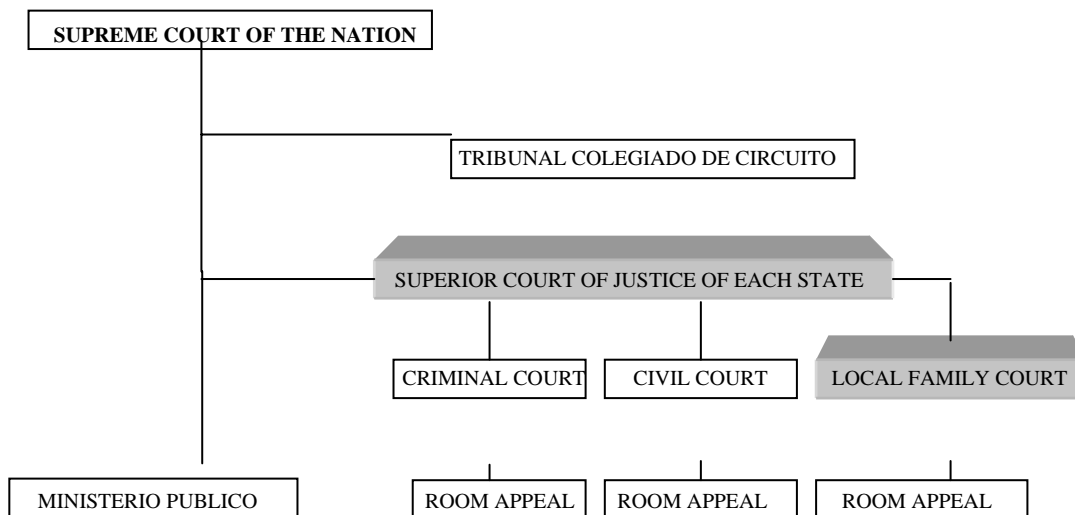 SUPREME COURT OF THE NATION
TRIBUNAL COLEGIADO DE CIRCUITO
SUPERIOR COURT OF JUSTICE OF EACH STATE
CRIMINAL COURT
CIVIL COURT
LOCAL FAMILY COURT
MINISTERIO PUBLICO
ROOM APPEAL
ROOM APPEAL
ROOM APPEAL